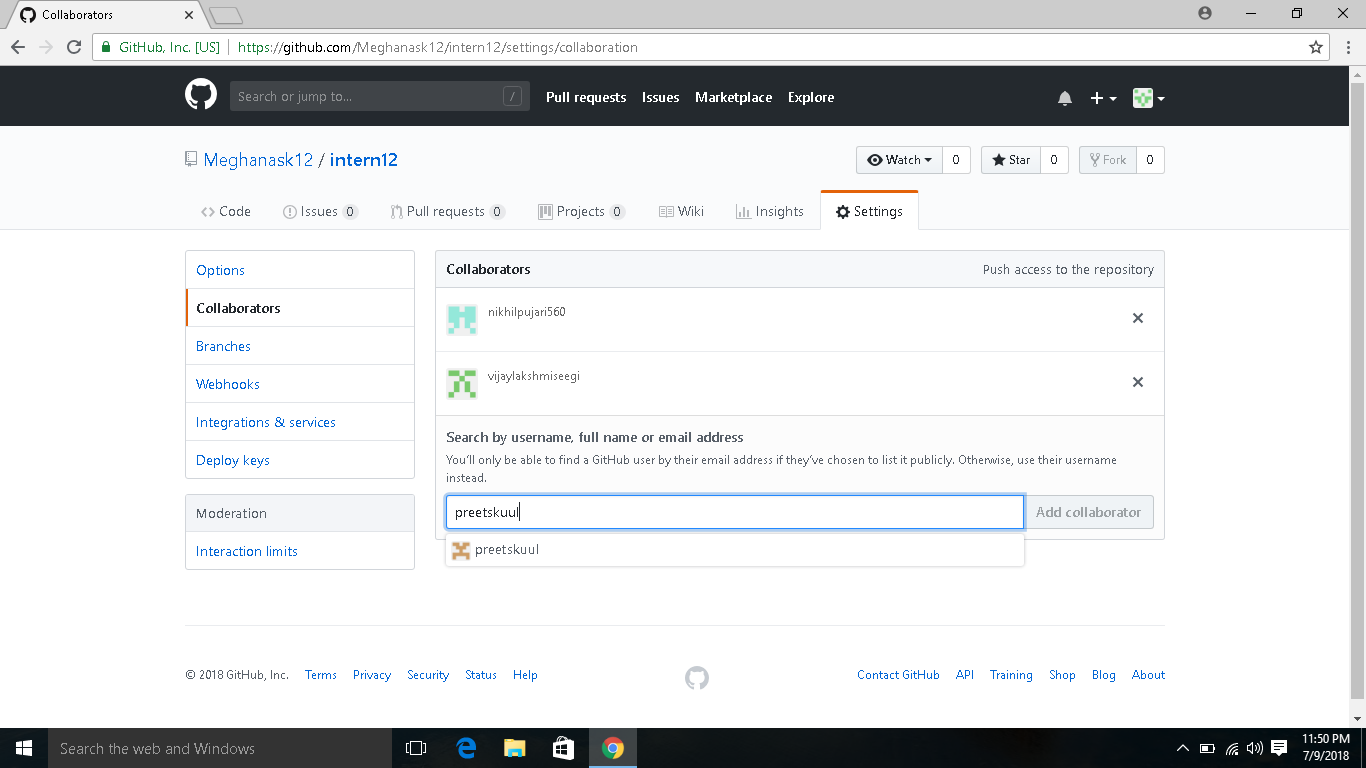 Collaborators
GitHub, Inc. [US] https://github.com/Meghanask12/intern12/settings/collaboration
Search or jump to... / Pull requests Issues Marketplace Explore
Meghanask12 / intern12 Watch 0 Star 0 Fork 0
Code Issues 0 Pull requests 0 Projects 0 Wiki Insights Settings
Options
Collaborators
Branches
Webhooks
Integrations & services
Deploy keys
Moderation
Interaction limits
Collaborators Push access to the repository
nikhilpujari560
vijaylakshmiseegi
Search by username, full name or email address
You’ll only be able to find a GitHub user by their email address if they’ve chosen to list it publicly. Otherwise, use their username
instead.
preetskuul Add collaborator
preetskuul
© 2018 GitHub, Inc. Terms Privacy Security Status Help Contact GitHub API Training Shop Blog About
Search the web and Windows
11:50 PM
7/9/2018